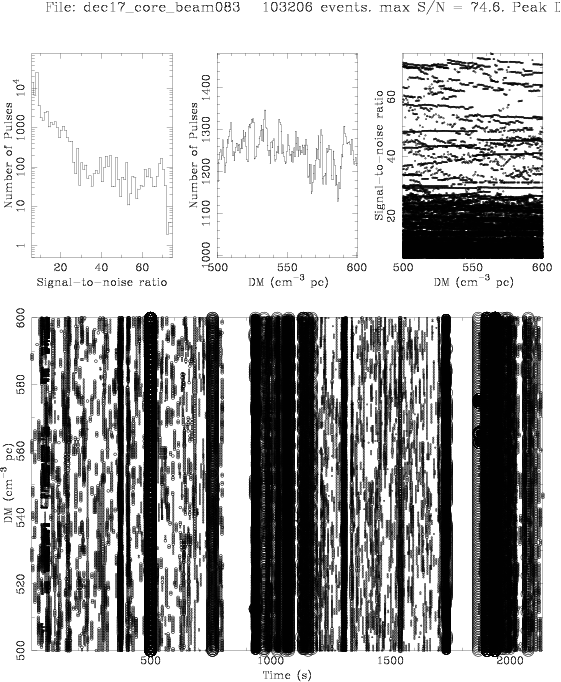 File: dec17_core_beam083 103206 events. max S/N = 74.6. Peak D
Number of Pulses
1 10 100 1000 10⁴
20 40 60
Signal-to-noise ratio
Number of Pulses
1000 1100 1200 1300 1400
500 550 600
DM (cm⁻³ pc)
Signal-to-noise ratio
20 40 60
500 550 600
DM (cm⁻³ pc)
DM (cm⁻³ pc)
500 520 540 560 580 600
500 1000 1500 2000
Time (s)